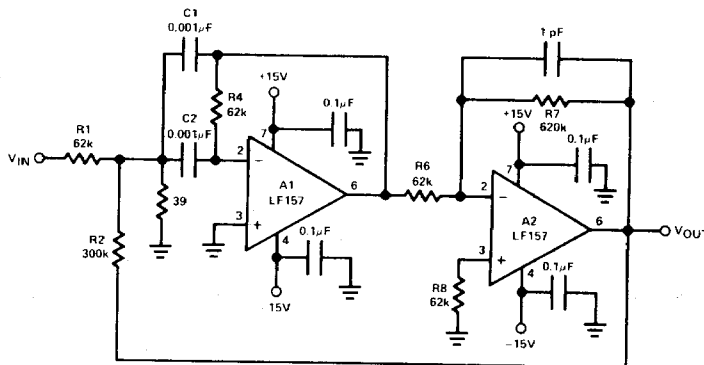 C1
0.001µF
1 pF
+15V
0.1µF
R4
62k
R7
620k
+15V
C2
0.001µF
0.1µF
R1
62k
7
VIN
2
−
A1
LF157
6
R6
62k
7
2
−
39
3
+
4
A2
LF157
6
VOUT
R2
300k
0.1µF
3
+
4
0.1µF
R8
62k
15V
−15V